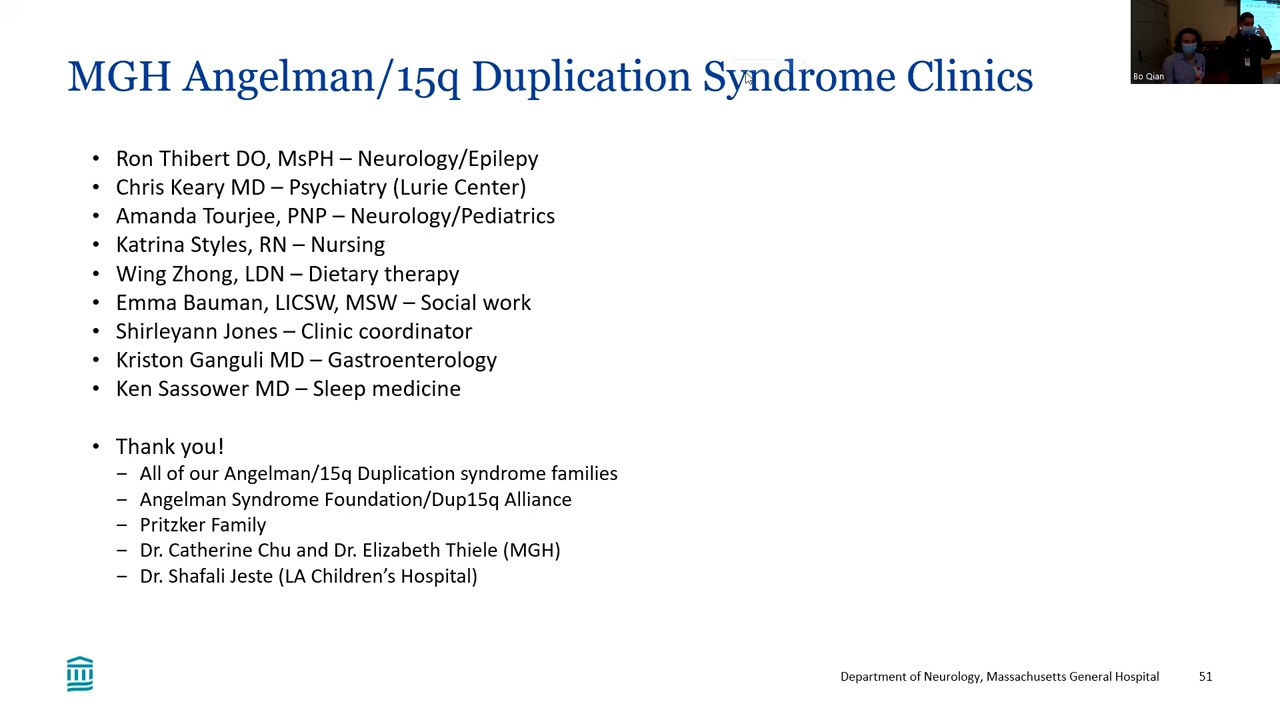 MGH Angelman/15q Duplication Syndrome Clinics
Bo Qian
• Ron Thibert DO, MsPH – Neurology/Epilepy
• Chris Keary MD – Psychiatry (Lurie Center)
• Amanda Tourjee, PNP – Neurology/Pediatrics
• Katrina Styles, RN – Nursing
• Wing Zhong, LDN – Dietary therapy
• Emma Bauman, LICSW, MSW – Social work
• Shirleyann Jones – Clinic coordinator
• Kriston Ganguli MD – Gastroenterology
• Ken Sassower MD – Sleep medicine
• Thank you!
– All of our Angelman/15q Duplication syndrome families
– Angelman Syndrome Foundation/Dup15q Alliance
– Pritzker Family
– Dr. Catherine Chu and Dr. Elizabeth Thiele (MGH)
– Dr. Shafali Jeste (LA Children’s Hospital)
Department of Neurology, Massachusetts General Hospital 51